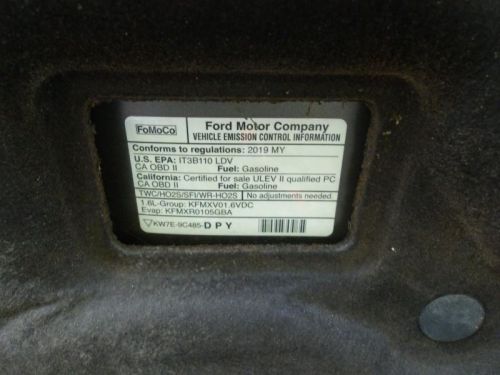 FoMoCo
Ford Motor Company
VEHICLE EMISSION CONTROL INFORMATION
Conforms to regulations: 2019 MY
U.S. EPA: IT3B110 LDV
CA OBD II Fuel: Gasoline
California: Certified for sale ULEV II qualified PC
CA OBD II Fuel: Gasoline
TWC/HO2S/SFI/WR-HO2S No adjustments needed.
1.6L-Group: KFMXV01.6VDC
Evap: KFMXR0105GBA
KW7E-9C485-DPY